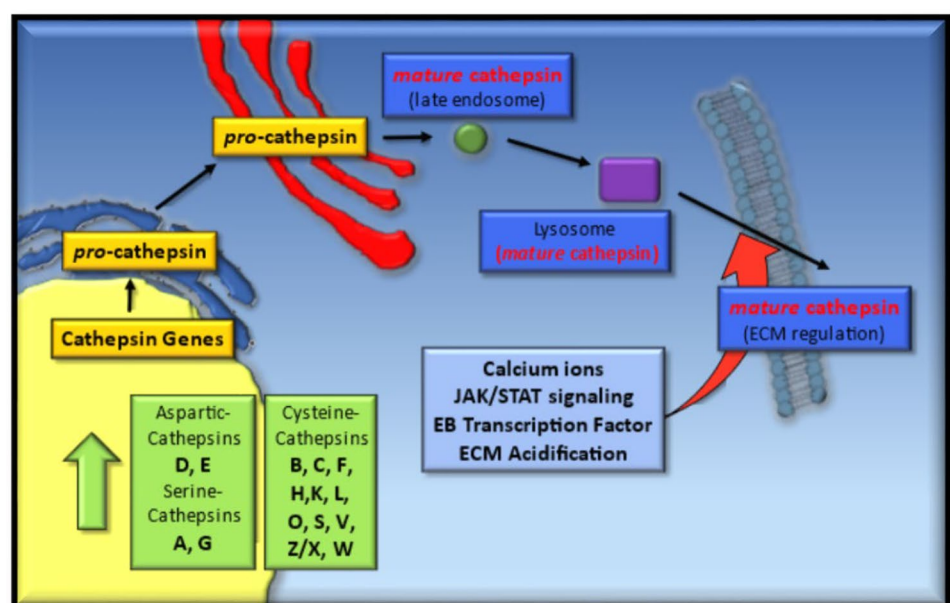 mature cathepsin
(late endosome)
pro-cathepsin
Lysosome
(mature cathepsin)
pro-cathepsin
mature cathepsin
(ECM regulation)
Cathepsin Genes
Calcium ions
JAK/STAT signaling
EB Transcription Factor
ECM Acidification
Aspartic-
Cathepsins
D, E
Serine-
Cathepsins
A, G
Cysteine-
Cathepsins
B, C, F,
H,K, L,
O, S, V,
Z/X, W